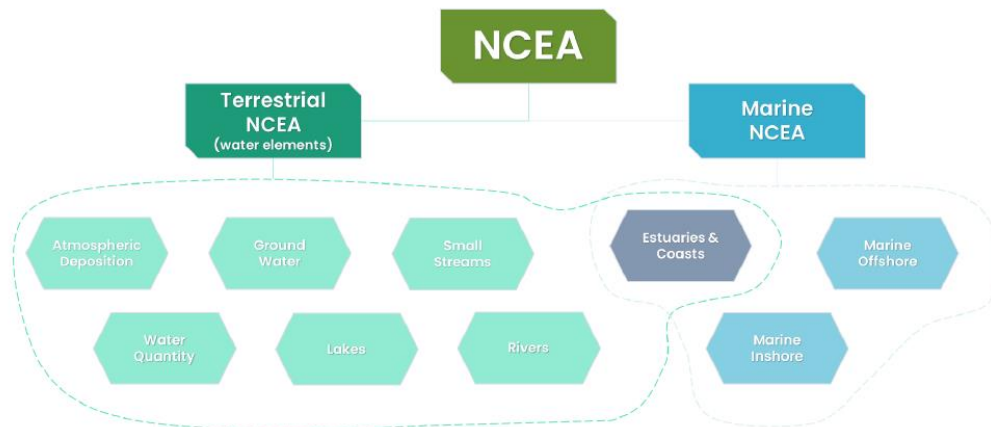 NCEA
Terrestrial
NCEA
(water elements)
Marine
NCEA
Atmospheric
Deposition
Ground
Water
Small
Streams
Estuaries &
Coasts
Marine
Offshore
Water
Quantity
Lakes
Rivers
Marine
Inshore